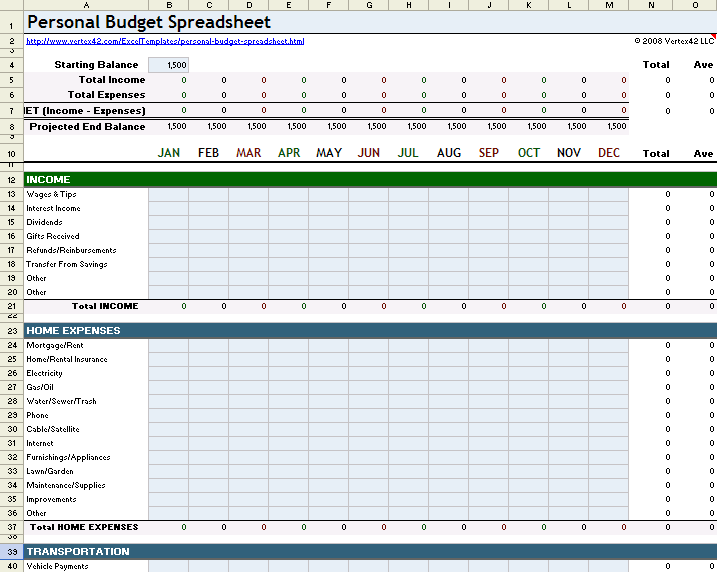 A B C D E F G H I J K L M N O
1 Personal Budget Spreadsheet
2 http://www.vertex42.com/ExcelTemplates/personal-budget-spreadsheet.html © 2008 Vertex42 LLC
3
4 Starting Balance 1,500 Total Ave
5 Total Income 0 0 0 0 0 0 0 0 0 0 0 0 0 0
6 Total Expenses 0 0 0 0 0 0 0 0 0 0 0 0 0 0
7 ET (Income - Expenses) 0 0 0 0 0 0 0 0 0 0 0 0 0 0
8 Projected End Balance 1,500 1,500 1,500 1,500 1,500 1,500 1,500 1,500 1,500 1,500 1,500 1,500
9
10 JAN FEB MAR APR MAY JUN JUL AUG SEP OCT NOV DEC Total Ave
11
12 INCOME
13 Wages & Tips 0 0
14 Interest Income 0 0
15 Dividends 0 0
16 Gifts Received 0 0
17 Refunds/Reinbursements 0 0
18 Transfer From Savings 0 0
19 Other 0 0
20 Other 0 0
21 Total INCOME 0 0 0 0 0 0 0 0 0 0 0 0 0 0
22
23 HOME EXPENSES
24 Mortgage/Rent 0 0
25 Home/Rental Insurance 0 0
26 Electricity 0 0
27 Gas/Oil 0 0
28 Water/Sewer/Trash 0 0
29 Phone 0 0
30 Cable/Satellite 0 0
31 Internet 0 0
32 Furnishings/Appliances 0 0
33 Lawn/Garden 0 0
34 Maintenance/Supplies 0 0
35 Improvements 0 0
36 Other 0 0
37 Total HOME EXPENSES 0 0 0 0 0 0 0 0 0 0 0 0 0 0
38
39 TRANSPORTATION
40 Vehicle Payments 0 0